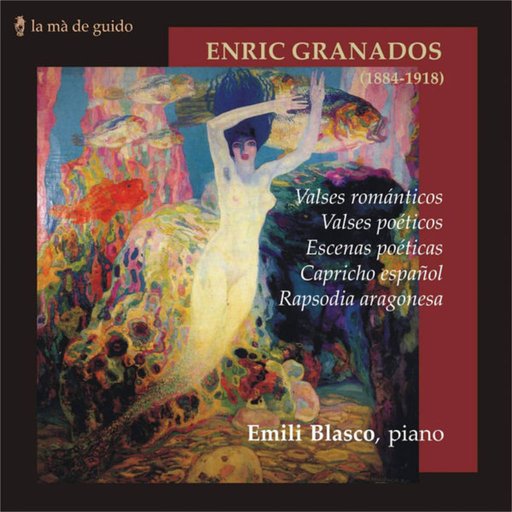 la mà de guido
ENRIC GRANADOS
(1884-1918)
Valses románticos
Valses poéticos
Escenas poéticas
Capricho español
Rapsodia aragonesa
Emili Blasco, piano